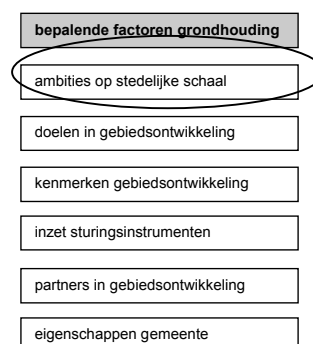 bepalende factoren grondhouding
ambities op stedelijke schaal
doelen in gebiedsontwikkeling
kenmerken gebiedsontwikkeling
inzet sturingsinstrumenten
partners in gebiedsontwikkeling
eigenschappen gemeente